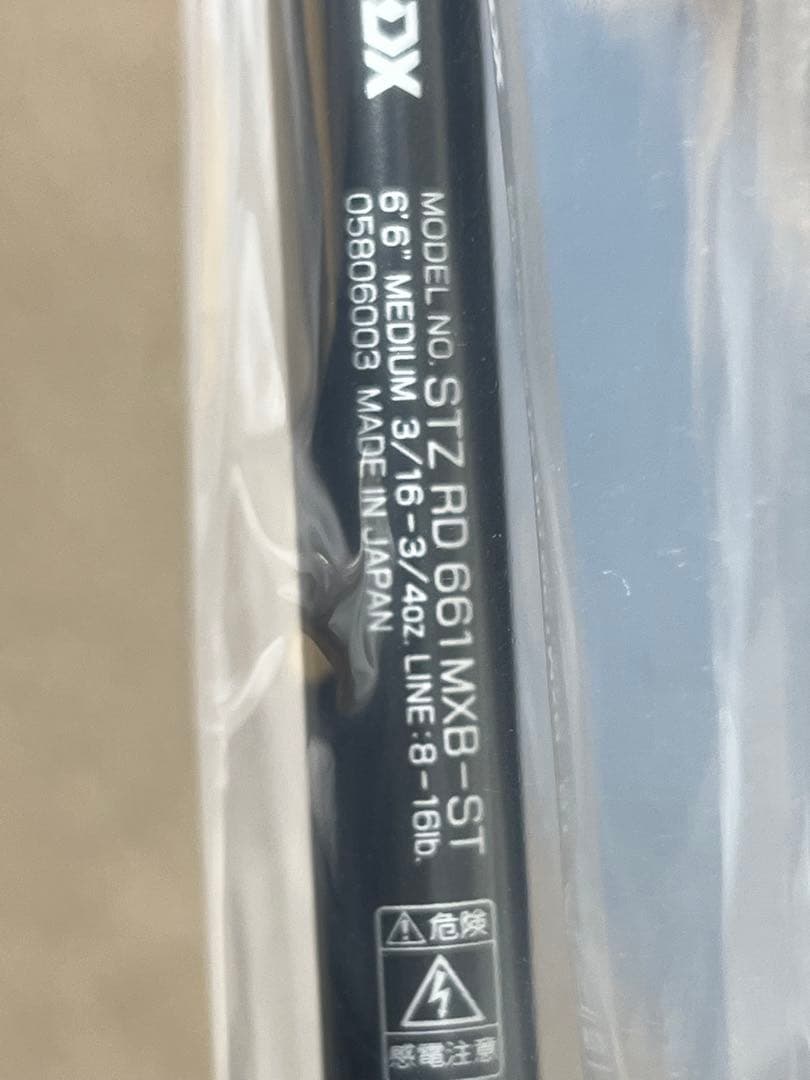 DX
MODEL NO. STZ RD 661MXB-ST
6'6" MEDIUM 3/16-3/4oz. LINE:8-16lb.
05806003 MADE IN JAPAN
危険
感電注意